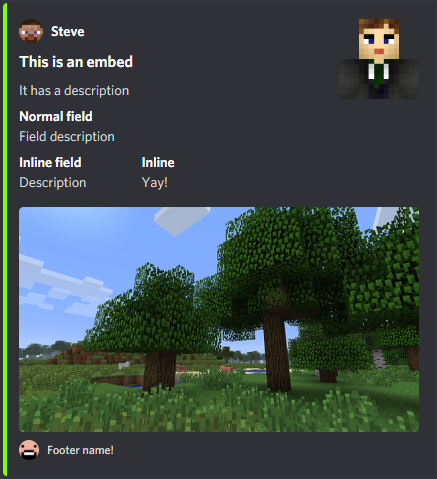 Steve
This is an embed
It has a description
Normal field
Field description
Inline field Inline
Description Yay!
Footer name!